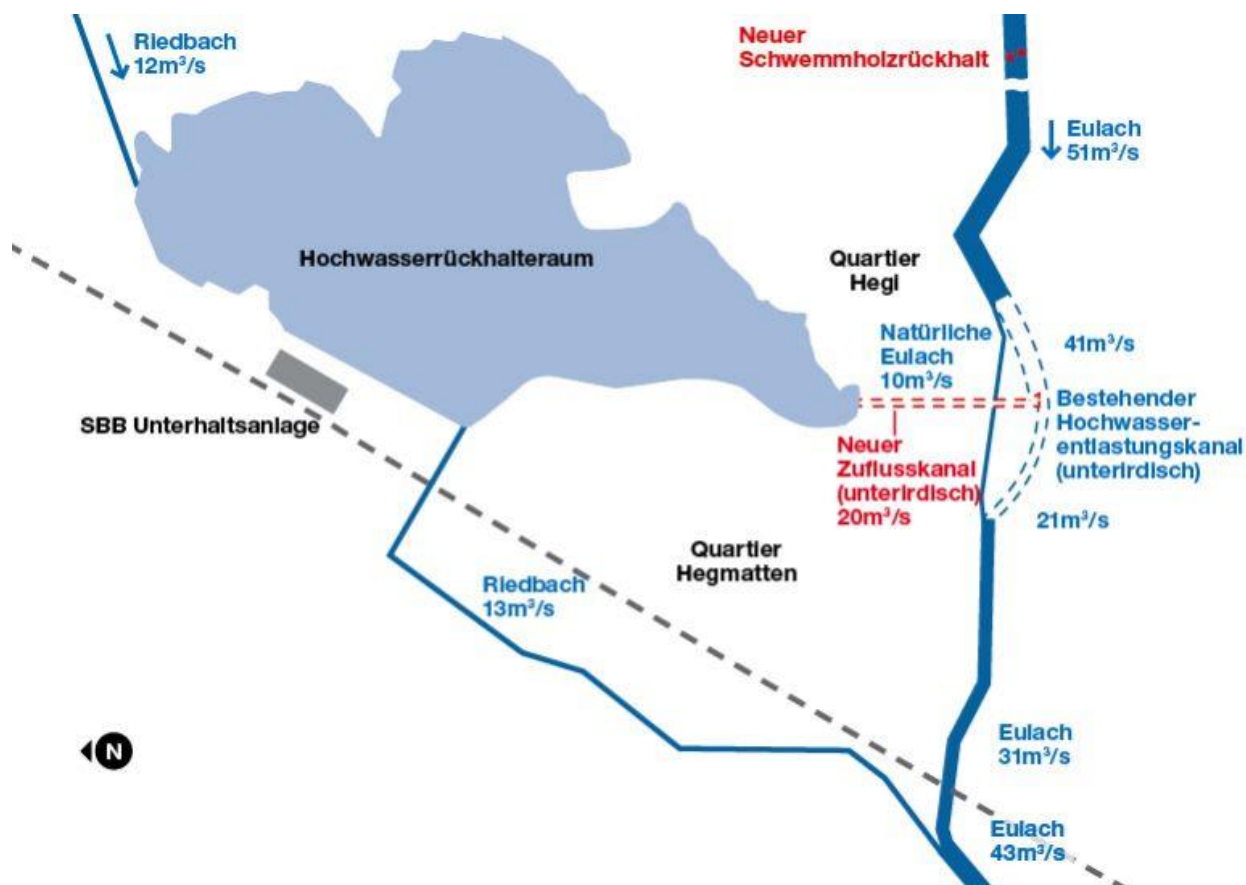 Riedbach
12m³/s
Neuer
Schwemmholzrückhalt
Eulach
51m³/s
Hochwasserrückhalteraum
Quartier
Hegi
Natürliche
Eulach
10m³/s
41m³/s
Bestehender
Hochwasser-
entlastungskanal
(unterirdisch)
SBB Unterhaltsanlage
Neuer
Zuflusskanal
(unterirdisch)
20m³/s
21m³/s
Quartier
Hegmatten
Riedbach
13m³/s
N
Eulach
31m³/s
Eulach
43m³/s